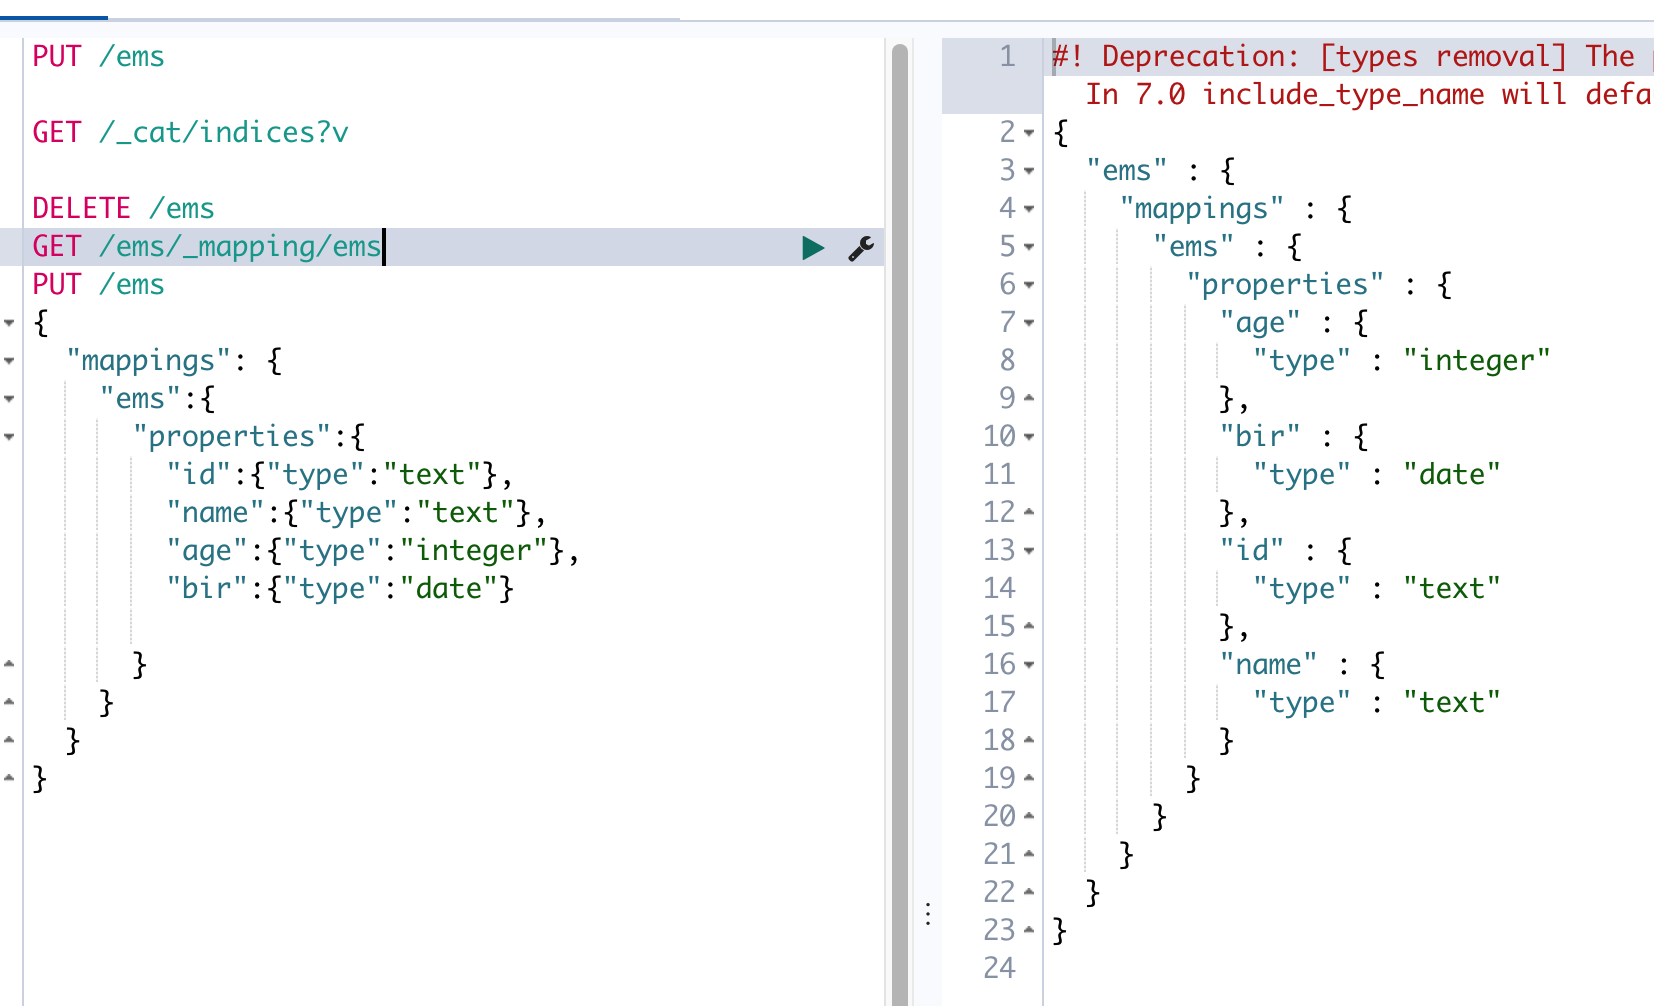 PUT /ems
GET /_cat/indices?v
DELETE /ems
GET /ems/_mapping/ems
PUT /ems
{
  "mappings": {
    "ems":{
      "properties":{
        "id":{"type":"text"},
        "name":{"type":"text"},
        "age":{"type":"integer"},
        "bir":{"type":"date"}
      }
    }
  }
}
1 #! Deprecation: [types removal] The
In 7.0 include_type_name will defa
2 {
3   "ems" : {
4     "mappings" : {
5       "ems" : {
6         "properties" : {
7           "age" : {
8             "type" : "integer"
9           },
10           "bir" : {
11             "type" : "date"
12           },
13           "id" : {
14             "type" : "text"
15           },
16           "name" : {
17             "type" : "text"
18           }
19         }
20       }
21     }
22   }
23 }
24